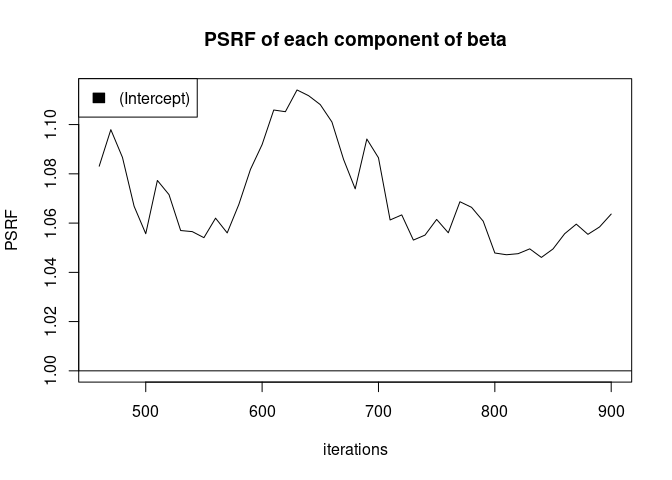 PSRF of each component of beta
(Intercept)
PSRF
1.10
1.08
1.06
1.04
1.02
1.00
500 600 700 800 900
iterations